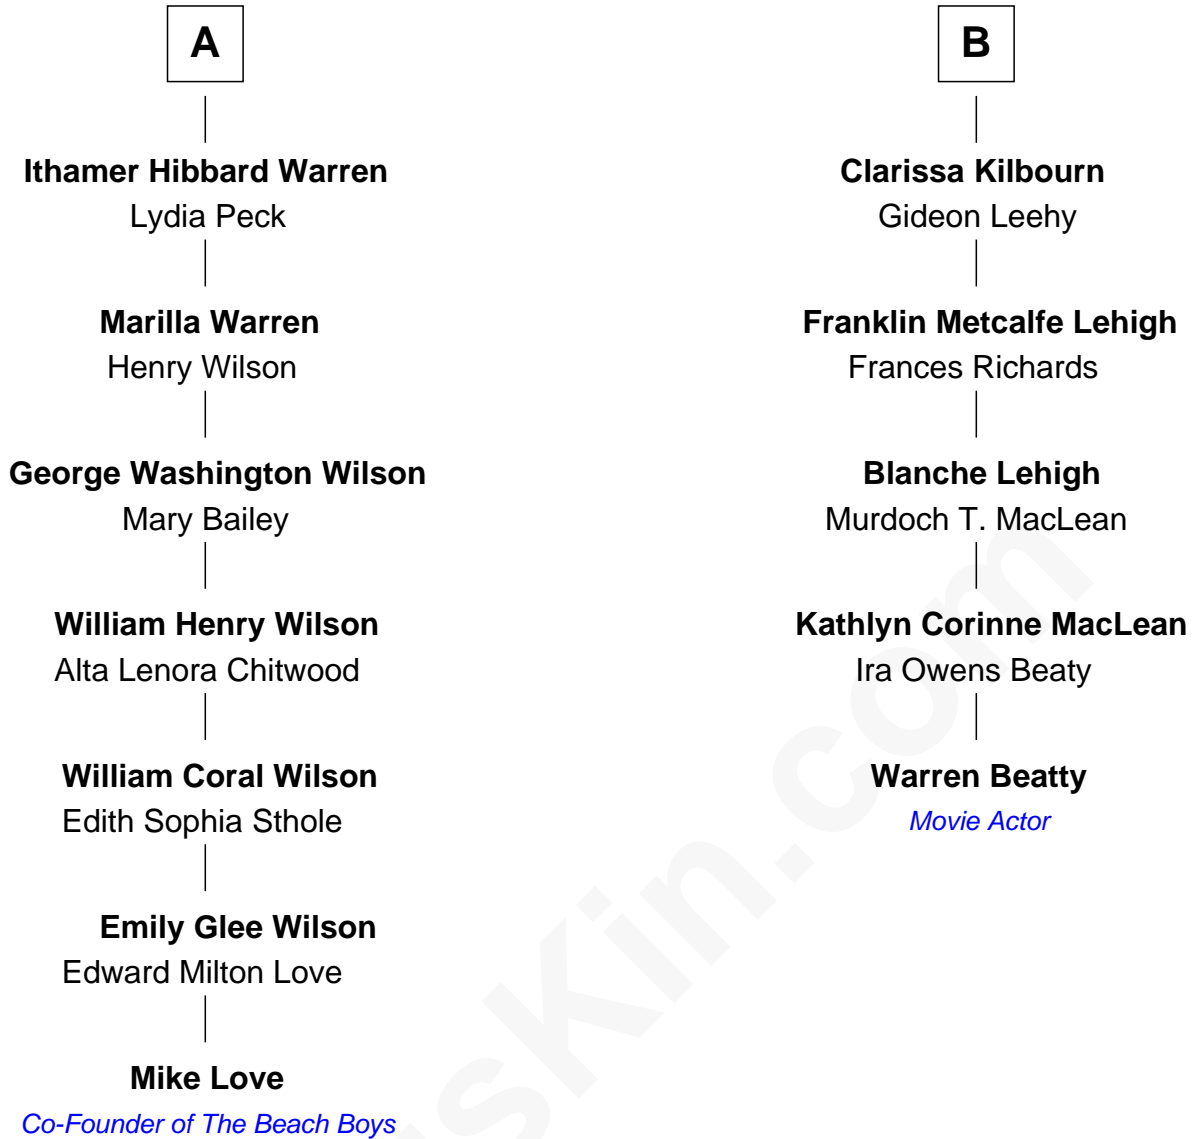 A
Ithamer Hibbard Warren
Lydia Peck
Marilla Warren
Henry Wilson
George Washington Wilson
Mary Bailey
William Henry Wilson
Alta Lenora Chitwood
William Coral Wilson
Edith Sophia Sthole
Emily Glee Wilson
Edward Milton Love
Mike Love
Co-Founder of The Beach Boys
B
Clarissa Kilbourn
Gideon Leehy
Franklin Metcalfe Lehigh
Frances Richards
Blanche Lehigh
Murdoch T. MacLean
Kathlyn Corinne MacLean
Ira Owens Beaty
Warren Beatty
Movie Actor
sKin.com